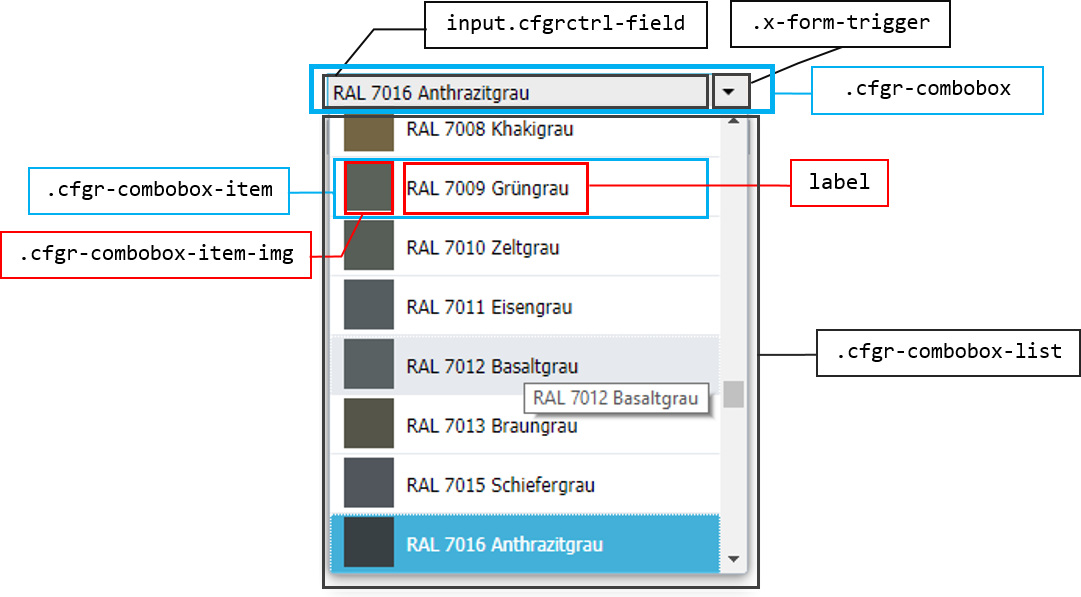 input.cfgrctrl-field
.x-form-trigger
RAL 7016 Anthrazitgrau
.cfgr-combobox
RAL 7008 Khakigrau
.cfgr-combobox-item
RAL 7009 Grüngrau
label
.cfgr-combobox-item-img
RAL 7010 Zeltgrau
RAL 7011 Eisengrau
.cfgr-combobox-list
RAL 7012 Basaltgrau
RAL 7012 Basaltgrau
RAL 7013 Braungrau
RAL 7015 Schiefergrau
RAL 7016 Anthrazitgrau